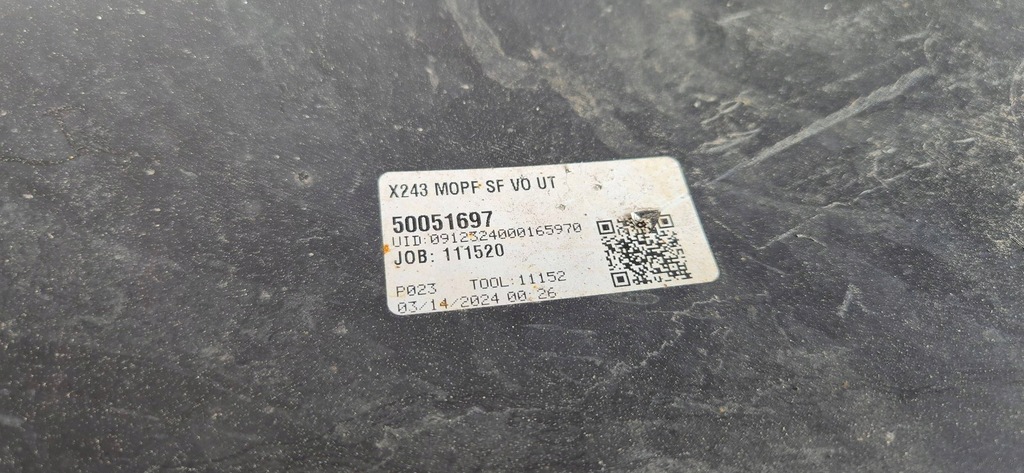 X243 MOPF SF VO UT
50051697
UID:0912324000165970
JOB: 111520
P023 TOOL:11152
03/14/2024 00:26